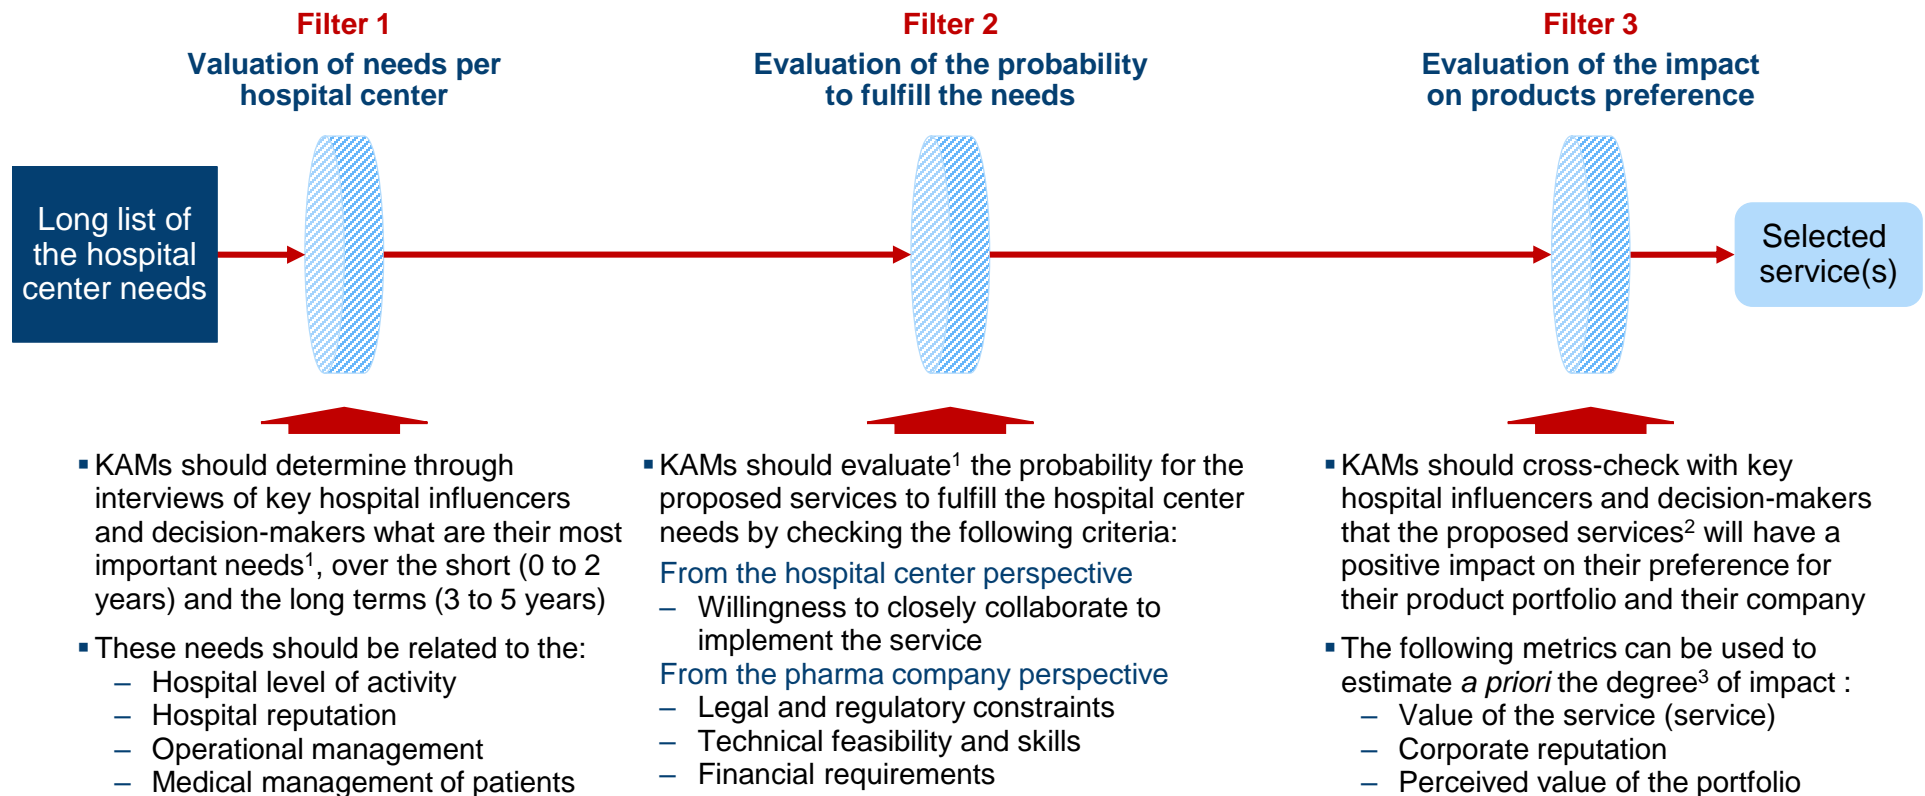 Filter 1
Valuation of needs per
hospital center
Filter 2
Evaluation of the probability
to fulfill the needs
Filter 3
Evaluation of the impact
on products preference
Long list of
the hospital
center needs
Selected
service(s)
▪ KAMs should determine through
interviews of key hospital influencers
and decision-makers what are their most
important needs¹, over the short (0 to 2
years) and the long terms (3 to 5 years)
▪ These needs should be related to the:
– Hospital level of activity
– Hospital reputation
– Operational management
– Medical management of patients
▪ KAMs should evaluate¹ the probability for the
proposed services to fulfill the hospital center
needs by checking the following criteria:
From the hospital center perspective
– Willingness to closely collaborate to
implement the service
From the pharma company perspective
– Legal and regulatory constraints
– Technical feasibility and skills
– Financial requirements
▪ KAMs should cross-check with key
hospital influencers and decision-makers
that the proposed services² will have a
positive impact on their preference for
their product portfolio and their company
▪ The following metrics can be used to
estimate a priori the degree³ of impact :
– Value of the service (service)
– Corporate reputation
– Perceived value of the portfolio